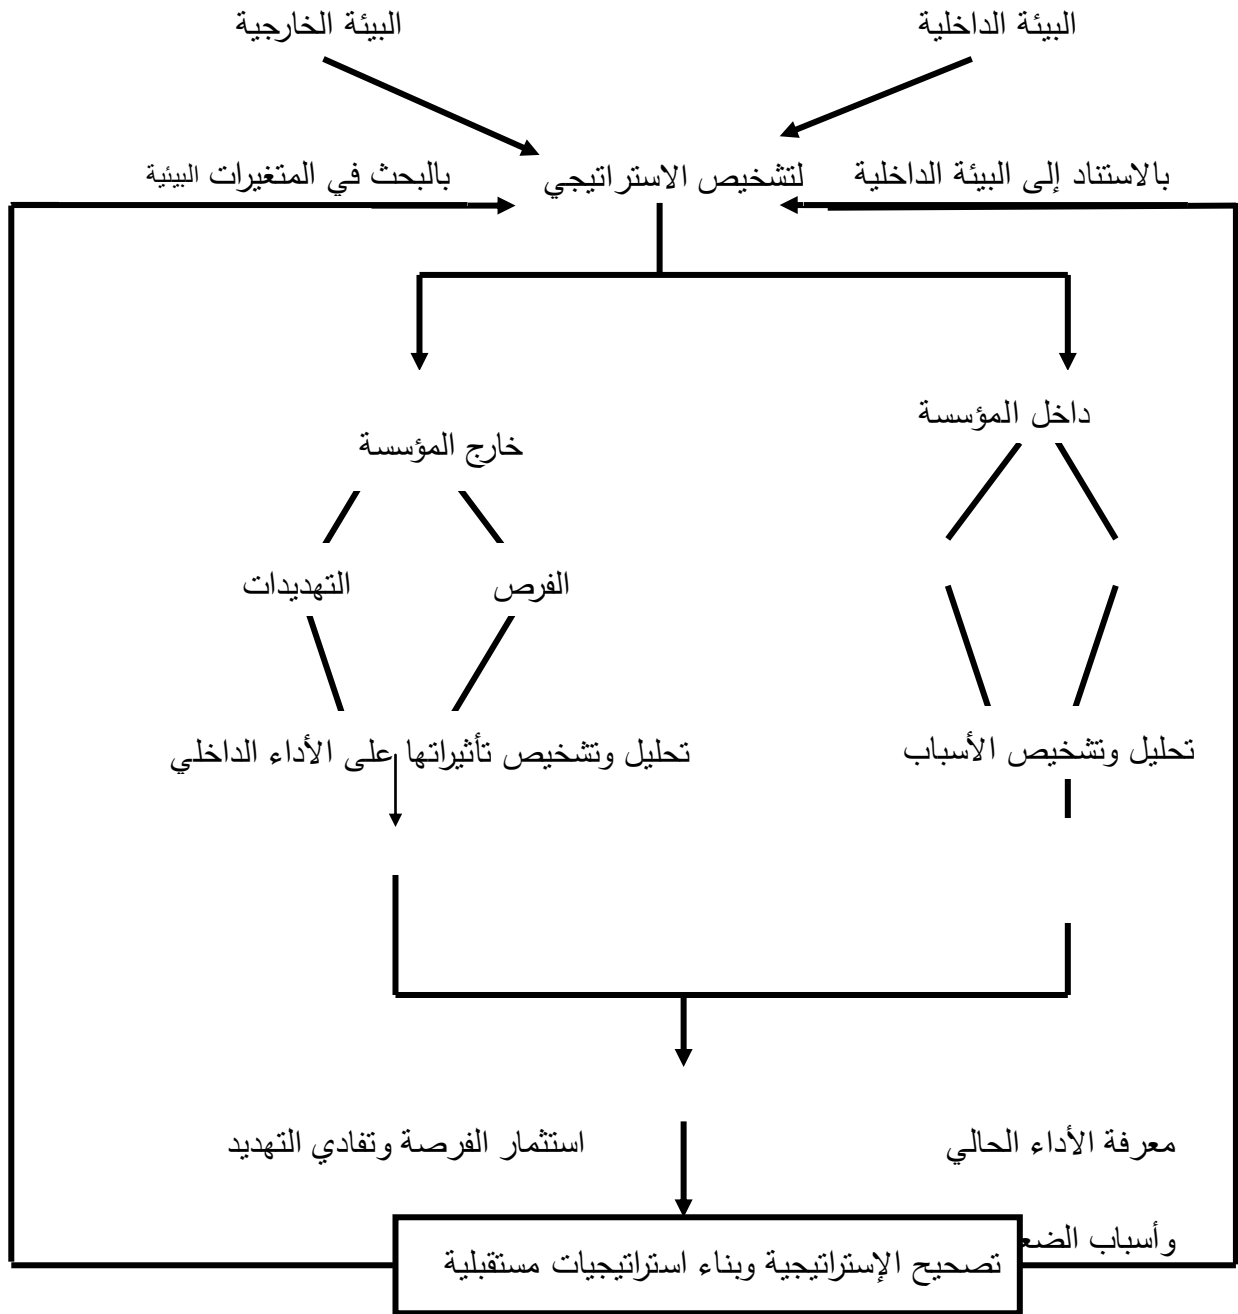 البيئة الداخلية
البيئة الخارجية
بالاستناد إلى البيئة الداخلية
لتشخيص الاستراتيجي
بالبحث في المتغيرات البيئية
داخل المؤسسة
خارج المؤسسة
الفرص
التهديدات
تحليل وتشخيص الأسباب
تحليل وتشخيص تأثيراتها على الأداء الداخلي
معرفة الأداء الحالي
استثمار الفرصة وتفادي التهديد
وأسباب الضع
تصحيح الإستراتيجية وبناء استراتيجيات مستقبلية